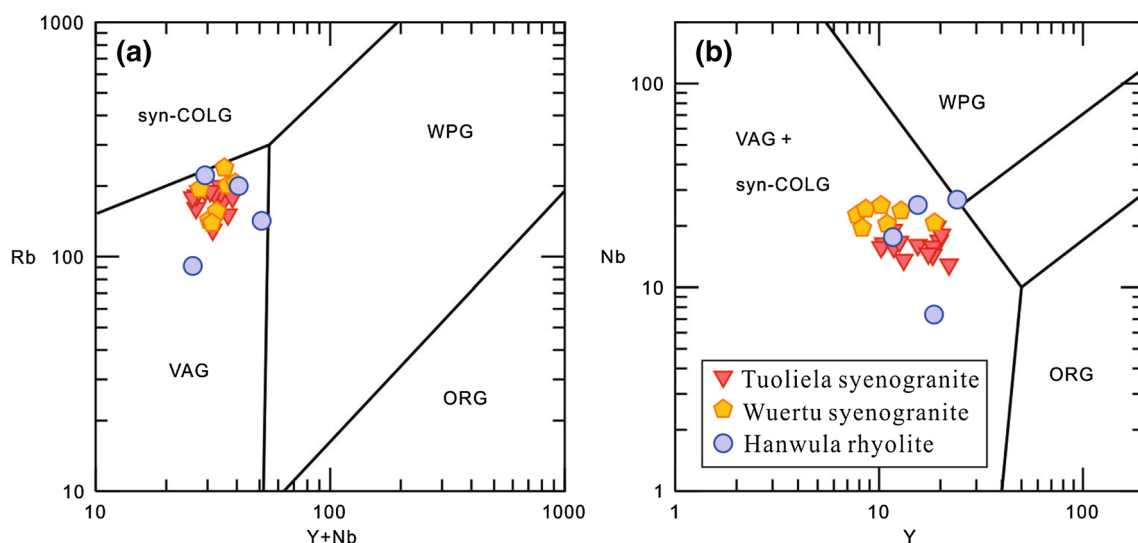 (a)
1000
syn-COLG
WPG
Rb
100
VAG
ORG
10
10
100
1000
Y+Nb
(b)
100
WPG
VAG +
syn-COLG
Nb
10
ORG
Tuoliela syenogranite
Wuertu syenogranite
Hanwula rhyolite
1
1
10
100
Y